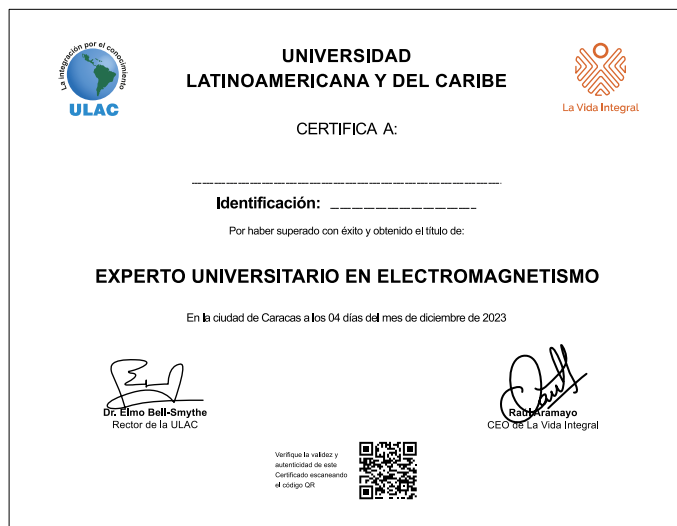 La integración por el conocimiento
ULAC
UNIVERSIDAD
LATINOAMERICANA Y DEL CARIBE
La Vida Integral
CERTIFICA A:
Identificación:
Por haber superado con éxito y obtenido el título de:
EXPERTO UNIVERSITARIO EN ELECTROMAGNETISMO
En la ciudad de Caracas a los 04 días del mes de diciembre de 2023
Dr. Elmo Bell-Smythe
Rector de la ULAC
Raúl Aramayo
CEO de La Vida Integral
Verifique la validez y
autenticidad de este
Certificado escaneando
el código QR